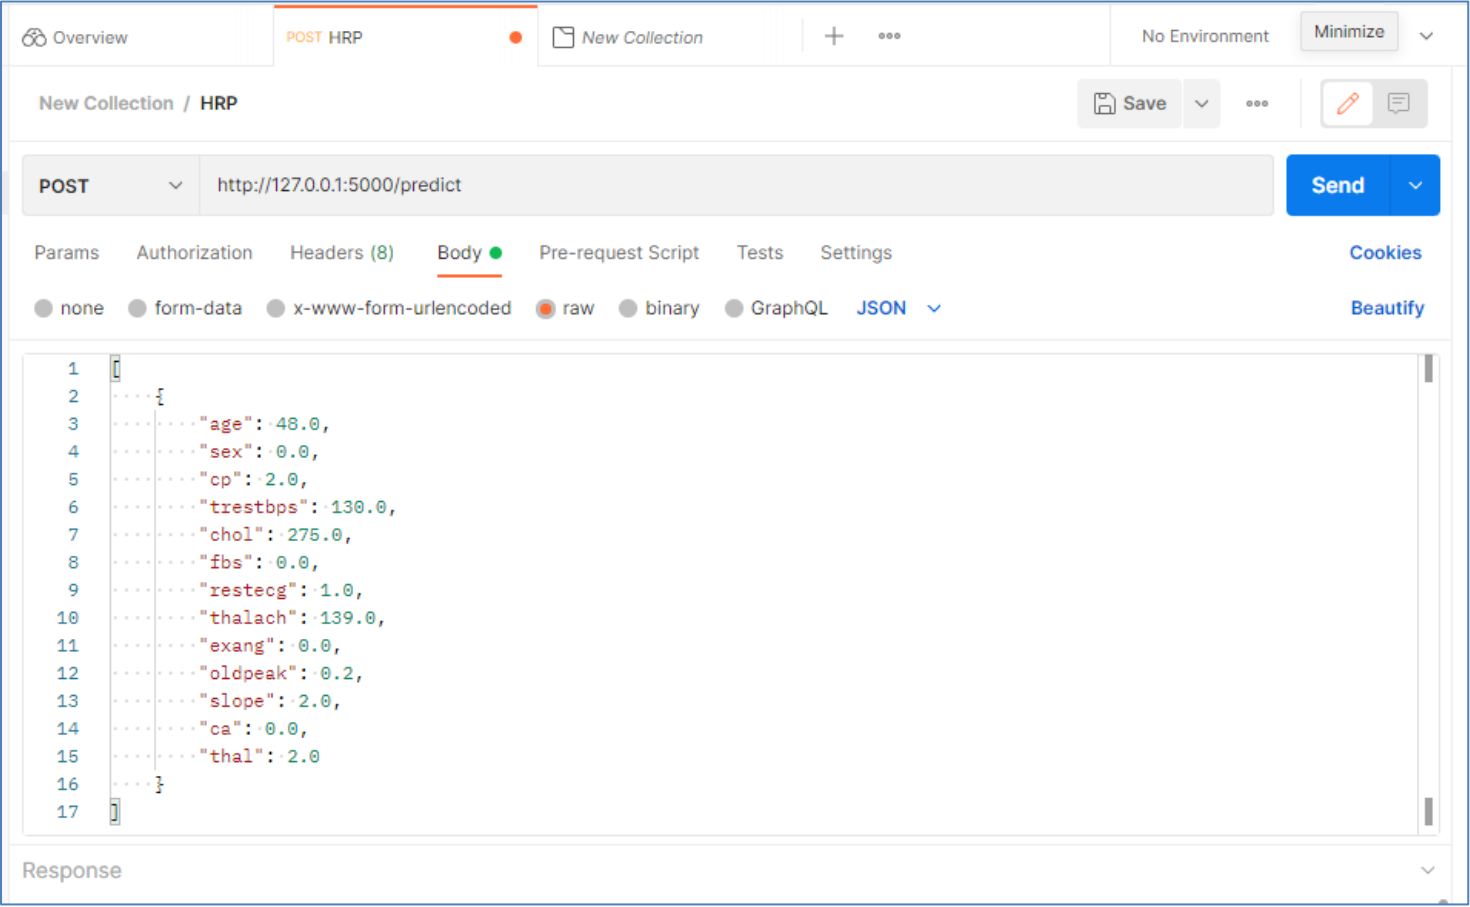 Overview POST HRP New Collection + ooo No Environment Minimize
New Collection / HRP Save ooo
POST http://127.0.0.1:5000/predict Send
Params Authorization Headers (8) Body Pre-request Script Tests Settings Cookies
none form-data x-www-form-urlencoded raw binary GraphQL JSON Beautify
1 [
2 {
3 "age": 48.0,
4 "sex": 0.0,
5 "cp": 2.0,
6 "trestbps": 130.0,
7 "chol": 275.0,
8 "fbs": 0.0,
9 "restecg": 1.0,
10 "thalach": 139.0,
11 "exang": 0.0,
12 "oldpeak": 0.2,
13 "slope": 2.0,
14 "ca": 0.0,
15 "thal": 2.0
16 }
17 ]
Response